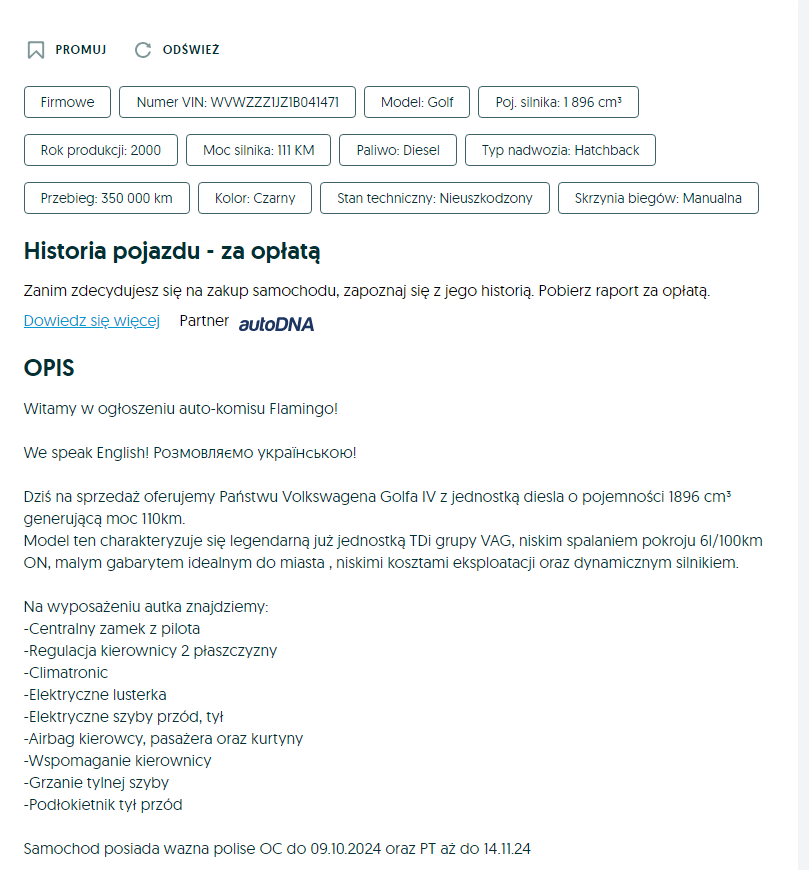 PROMUJ ODŚWIEŻ
Firmowe Numer VIN: WVWZZZ1JZ1B041471 Model: Golf Poj. silnika: 1 896 cm³
Rok produkcji: 2000 Moc silnika: 111 KM Paliwo: Diesel Typ nadwozia: Hatchback
Przebieg: 350 000 km Kolor: Czarny Stan techniczny: Nieuszkodzony Skrzynia biegów: Manualna
Historia pojazdu - za opłatą
Zanim zdecydujesz się na zakup samochodu, zapoznaj się z jego historią. Pobierz raport za opłatą.
Dowiedz się więcej Partner autoDNA
OPIS
Witamy w ogłoszeniu auto-komisu Flamingo!
We speak English! Розмовляємо українською!
Dziś na sprzedaż oferujemy Państwu Volkswagena Golfa IV z jednostką diesla o pojemności 1896 cm³
generującą moc 110km.
Model ten charakteryzuje się legendarną już jednostką TDi grupy VAG, niskim spalaniem pokroju 6l/100km
ON, malym gabarytem idealnym do miasta , niskimi kosztami eksploatacji oraz dynamicznym silnikiem.
Na wyposażeniu autka znajdziemy:
-Centralny zamek z pilota
-Regulacja kierownicy 2 płaszczyzny
-Climatronic
-Elektryczne lusterka
-Elektryczne szyby przód, tył
-Airbag kierowcy, pasażera oraz kurtyny
-Wspomaganie kierownicy
-Grzanie tylnej szyby
-Podłokietnik tył przód
Samochod posiada wazna polise OC do 09.10.2024 oraz PT aż do 14.11.24